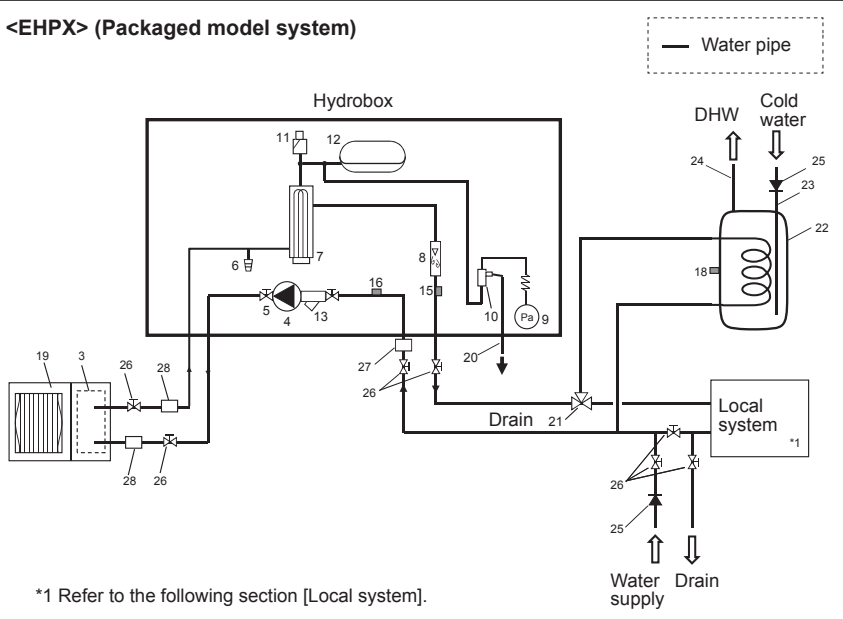 <EHPX> (Packaged model system)
Water pipe
Hydrobox
DHW
Cold
water
11
12
24
25
23
22
6
7
8
18
16
15
5
4
13
10
Pa
9
19
3
26
28
27
20
26
Drain
21
Local
system
*1
28
26
26
25
Water
supply
Drain
*1 Refer to the following section [Local system].